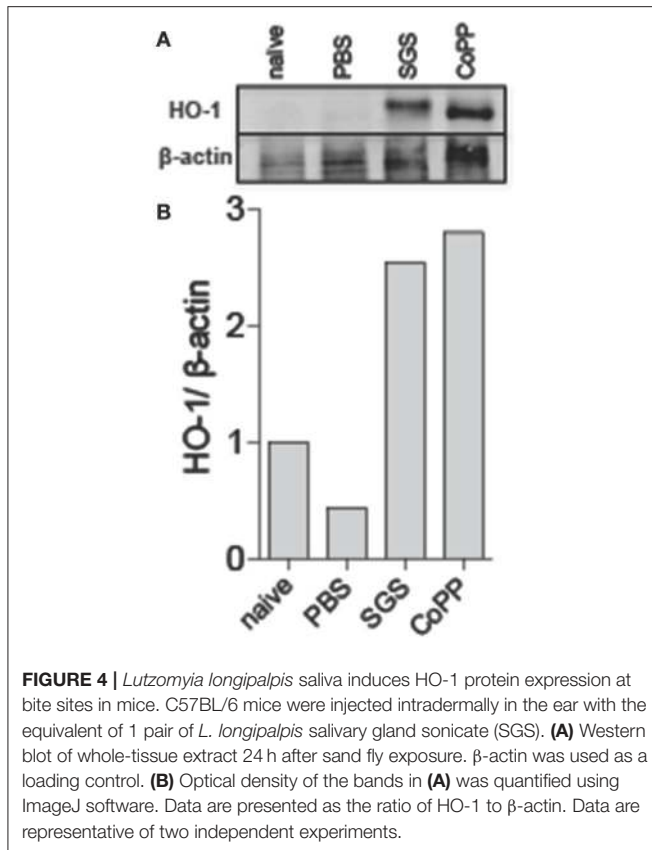 A
naïve
PBS
SGS
CoPP
HO-1
β-actin
B
HO-1/ β-actin
3
2
1
0
naive
PBS
SGS
CoPP
FIGURE 4 | Lutzomyia longipalpis saliva induces HO-1 protein expression at
bite sites in mice. C57BL/6 mice were injected intradermally in the ear with the
equivalent of 1 pair of L. longipalpis salivary gland sonicate (SGS). (A) Western
blot of whole-tissue extract 24 h after sand fly exposure. β-actin was used as a
loading control. (B) Optical density of the bands in (A) was quantified using
ImageJ software. Data are presented as the ratio of HO-1 to β-actin. Data are
representative of two independent experiments.